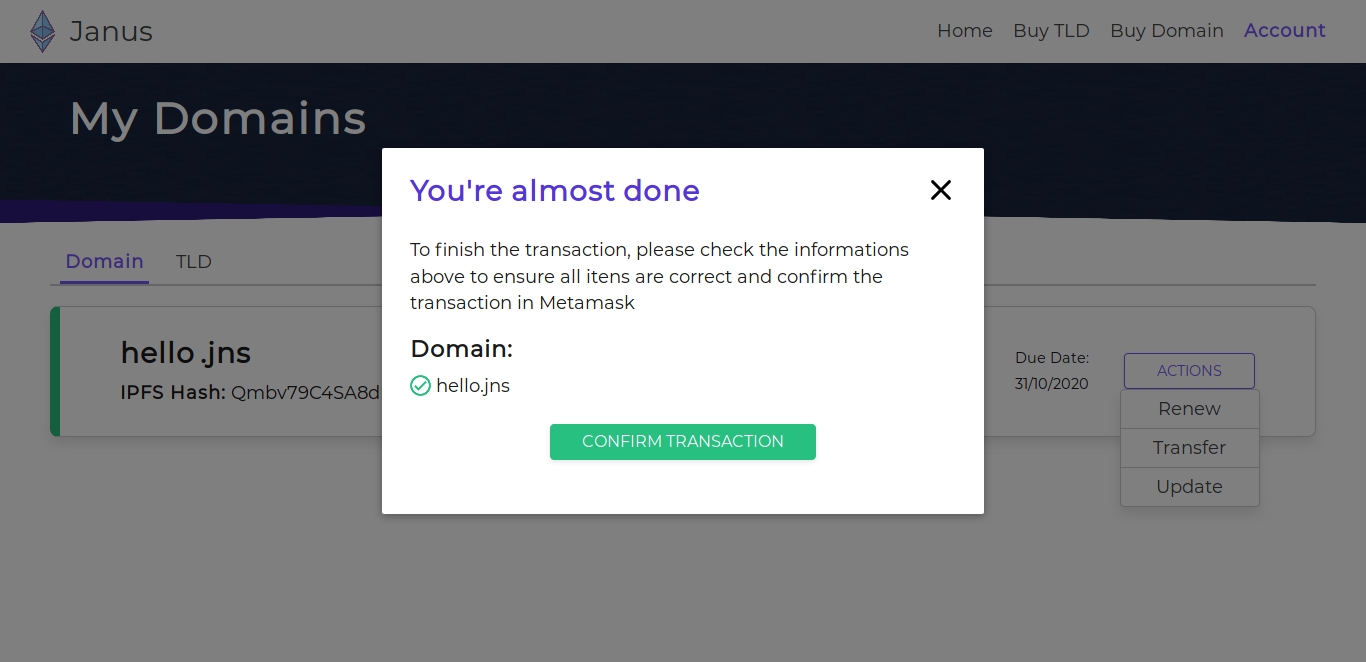 Janus
Home Buy TLD Buy Domain Account
My Domains
You're almost done
To finish the transaction, please check the informations
above to ensure all itens are correct and confirm the
transaction in Metamask
Domain:
hello.jns
CONFIRM TRANSACTION
Domain TLD
hello .jns
IPFS Hash: Qmbv79C4SA8d
Due Date:
31/10/2020
ACTIONS
Renew
Transfer
Update